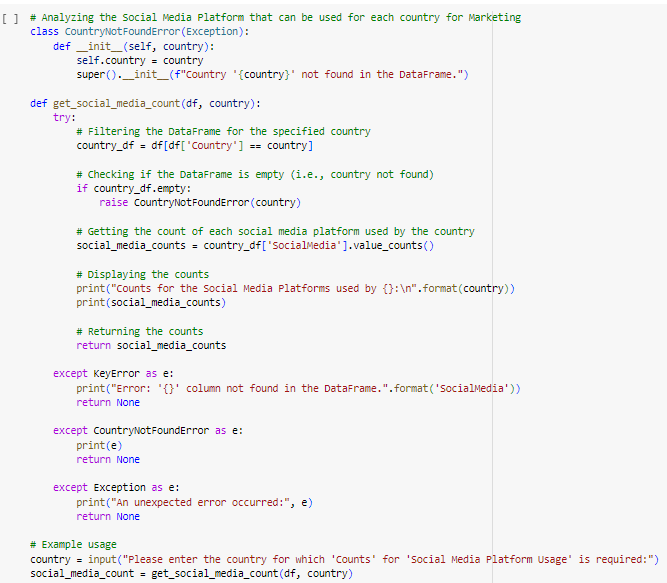 [ ] # Analyzing the Social Media Platform that can be used for each country for Marketing
class CountryNotFoundError(Exception):
    def __init__(self, country):
        self.country = country
        super().__init__(f"Country '{country}' not found in the DataFrame.")

def get_social_media_count(df, country):
    try:
        # Filtering the DataFrame for the specified country
        country_df = df[df['Country'] == country]

        # Checking if the DataFrame is empty (i.e., country not found)
        if country_df.empty:
            raise CountryNotFoundError(country)

        # Getting the count of each social media platform used by the country
        social_media_counts = country_df['SocialMedia'].value_counts()

        # Displaying the counts
        print("Counts for the Social Media Platforms used by {}:\n".format(country))
        print(social_media_counts)

        # Returning the counts
        return social_media_counts

    except KeyError as e:
        print("Error: '{}' column not found in the DataFrame.".format('SocialMedia'))
        return None

    except CountryNotFoundError as e:
        print(e)
        return None

    except Exception as e:
        print("An unexpected error occurred:", e)
        return None

# Example usage
country = input("Please enter the country for which 'Counts' for 'Social Media Platform Usage' is required:")
social_media_count = get_social_media_count(df, country)